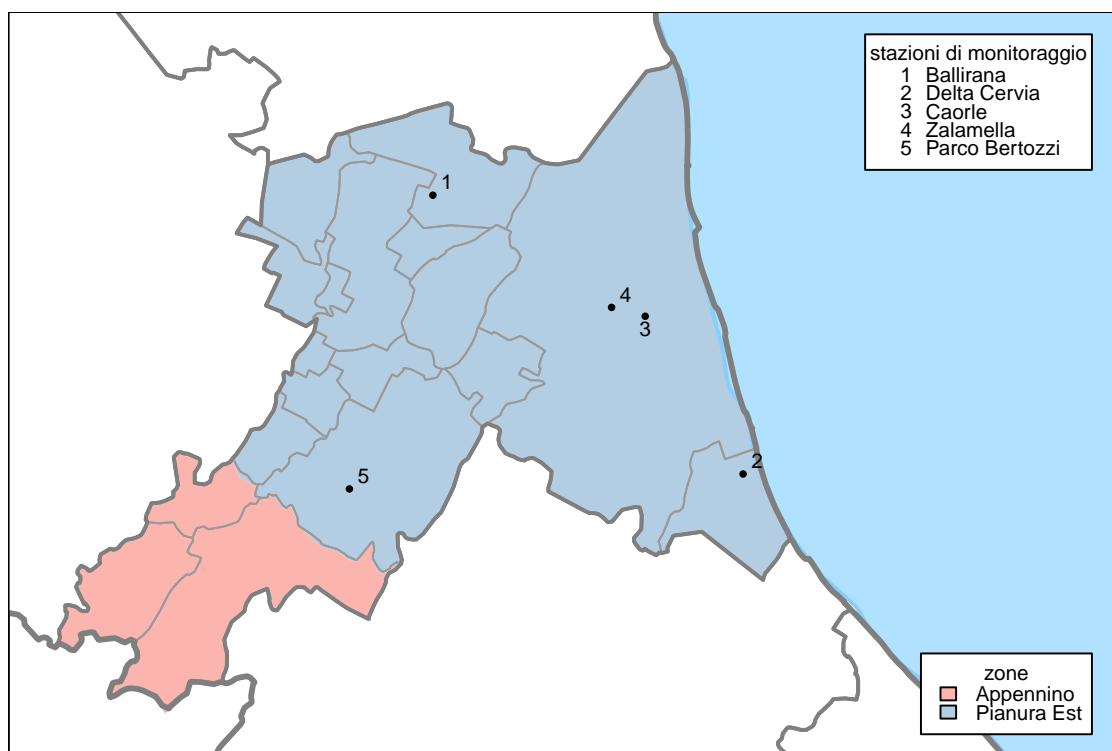 stazioni di monitoraggio
1 Ballirana
2 Delta Cervia
3 Caorle
4 Zalamella
5 Parco Bertozzi
1
4
3
2
5
zone
Appennino
Pianura Est